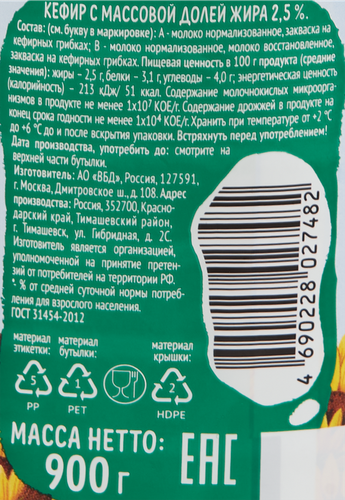 КЕФИР С МАССОВОЙ ДОЛЕЙ ЖИРА 2,5 %.
Состав: (см. букву в маркировке): А - молоко нормализованное, закваска на
кефирных грибках; В - молоко нормализованное, молоко восстановленное,
закваска на кефирных грибках. Пищевая ценность в 100 г продукта (средние
значения): жиры – 2,5 г, белки – 3,1 г, углеводы – 4,0 г; энергетическая ценность
(калорийность) – 213 кДж/ 51 ккал. Содержание молочнокислых микроорга-
низмов в продукте не менее 1х10⁷ КОЕ/г. Содержание дрожжей в продукте на
конец срока годности не менее 1х10⁴ КОЕ/г. Хранить при температуре от +2 °С
до +6 °С до и после вскрытия упаковки. Встряхнуть перед употреблением!
Дата производства, употребить до: смотрите на
верхней части бутылки.
Изготовитель: АО «ВБД», Россия, 127591,
г. Москва, Дмитровское ш., д. 108. Адрес
производства: Россия, 352700, Красно-
дарский край, Тимашевский район,
г. Тимашевск, ул. Гибридная, д. 2С.
Изготовитель является организацией,
уполномоченной на принятие претен-
зий от потребителей на территории РФ.
*- % от средней суточной нормы потреб-
ления для взрослого населения.
ГОСТ 31454-2012
4 690228 027482
материал этикетки:
материал бутылки:
материал крышки:
5
1
2
PP
PET
HDPE
МАССА НЕТТО:
900 г
ЕАС